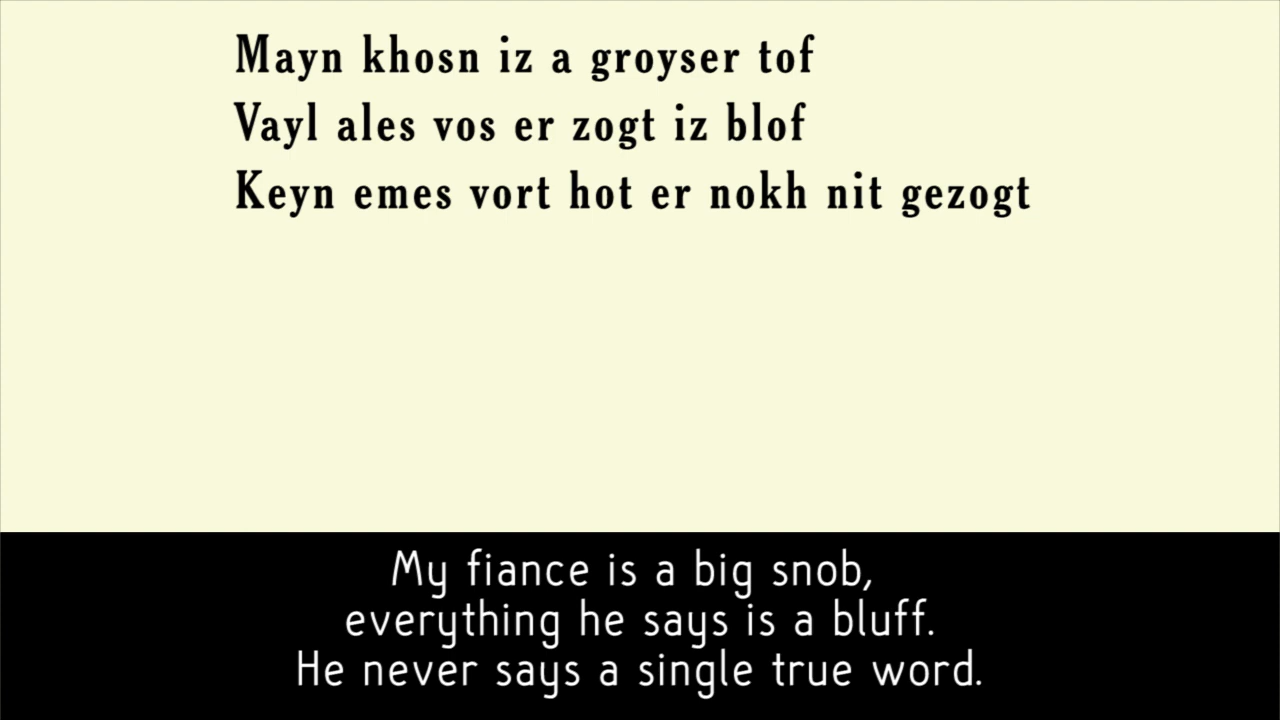 Mayn khosn iz a groyser tof
Vayl ales vos er zogt iz blof
Keyn emes vort hot er nokh nit gezogt
My fiance is a big snob,
everything he says is a bluff.
He never says a single true word.